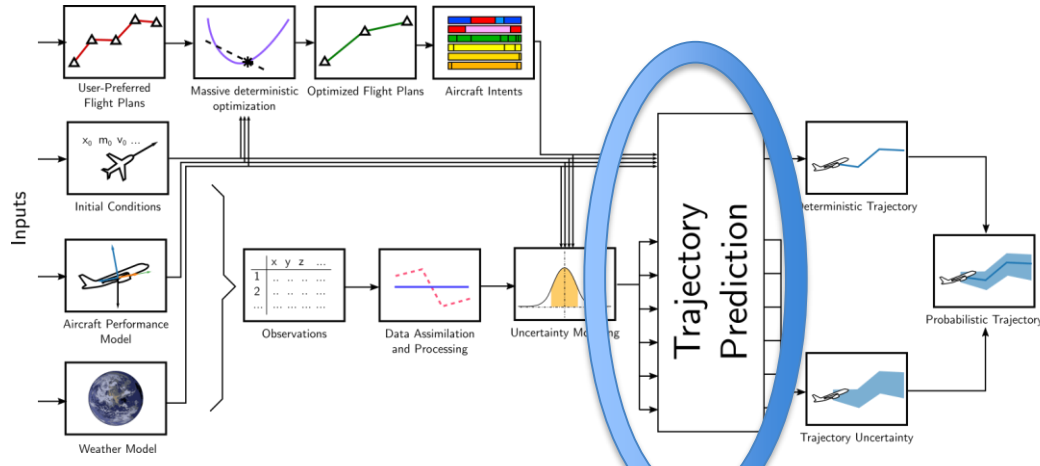 User-Preferred
Flight Plans
Massive deterministic
optimization
Optimized Flight Plans
Aircraft Intents
x₀ m₀ v₀ ...
Initial Conditions
Inputs
Aircraft Performance
Model
Weather Model
x y z ...
1 .. .. .. ..
2 .. .. .. ..
... ... ... ... ...
Observations
Data Assimilation
and Processing
Uncertainty Mo
Trajectory
Prediction
eterministic Trajectory
Trajectory Uncertainty
Probabilistic Trajectory